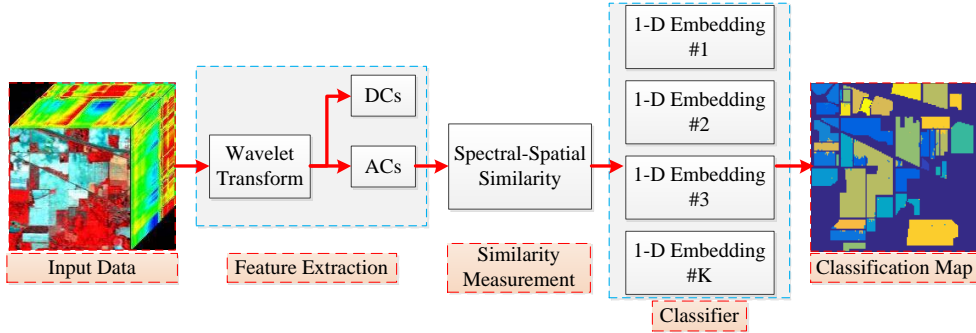 Wavelet
Transform
DCs
ACs
Spectral-Spatial
Similarity
1-D Embedding
#1
1-D Embedding
#2
1-D Embedding
#3
1-D Embedding
#K
Input Data
Feature Extraction
Similarity
Measurement
Classifier
Classification Map